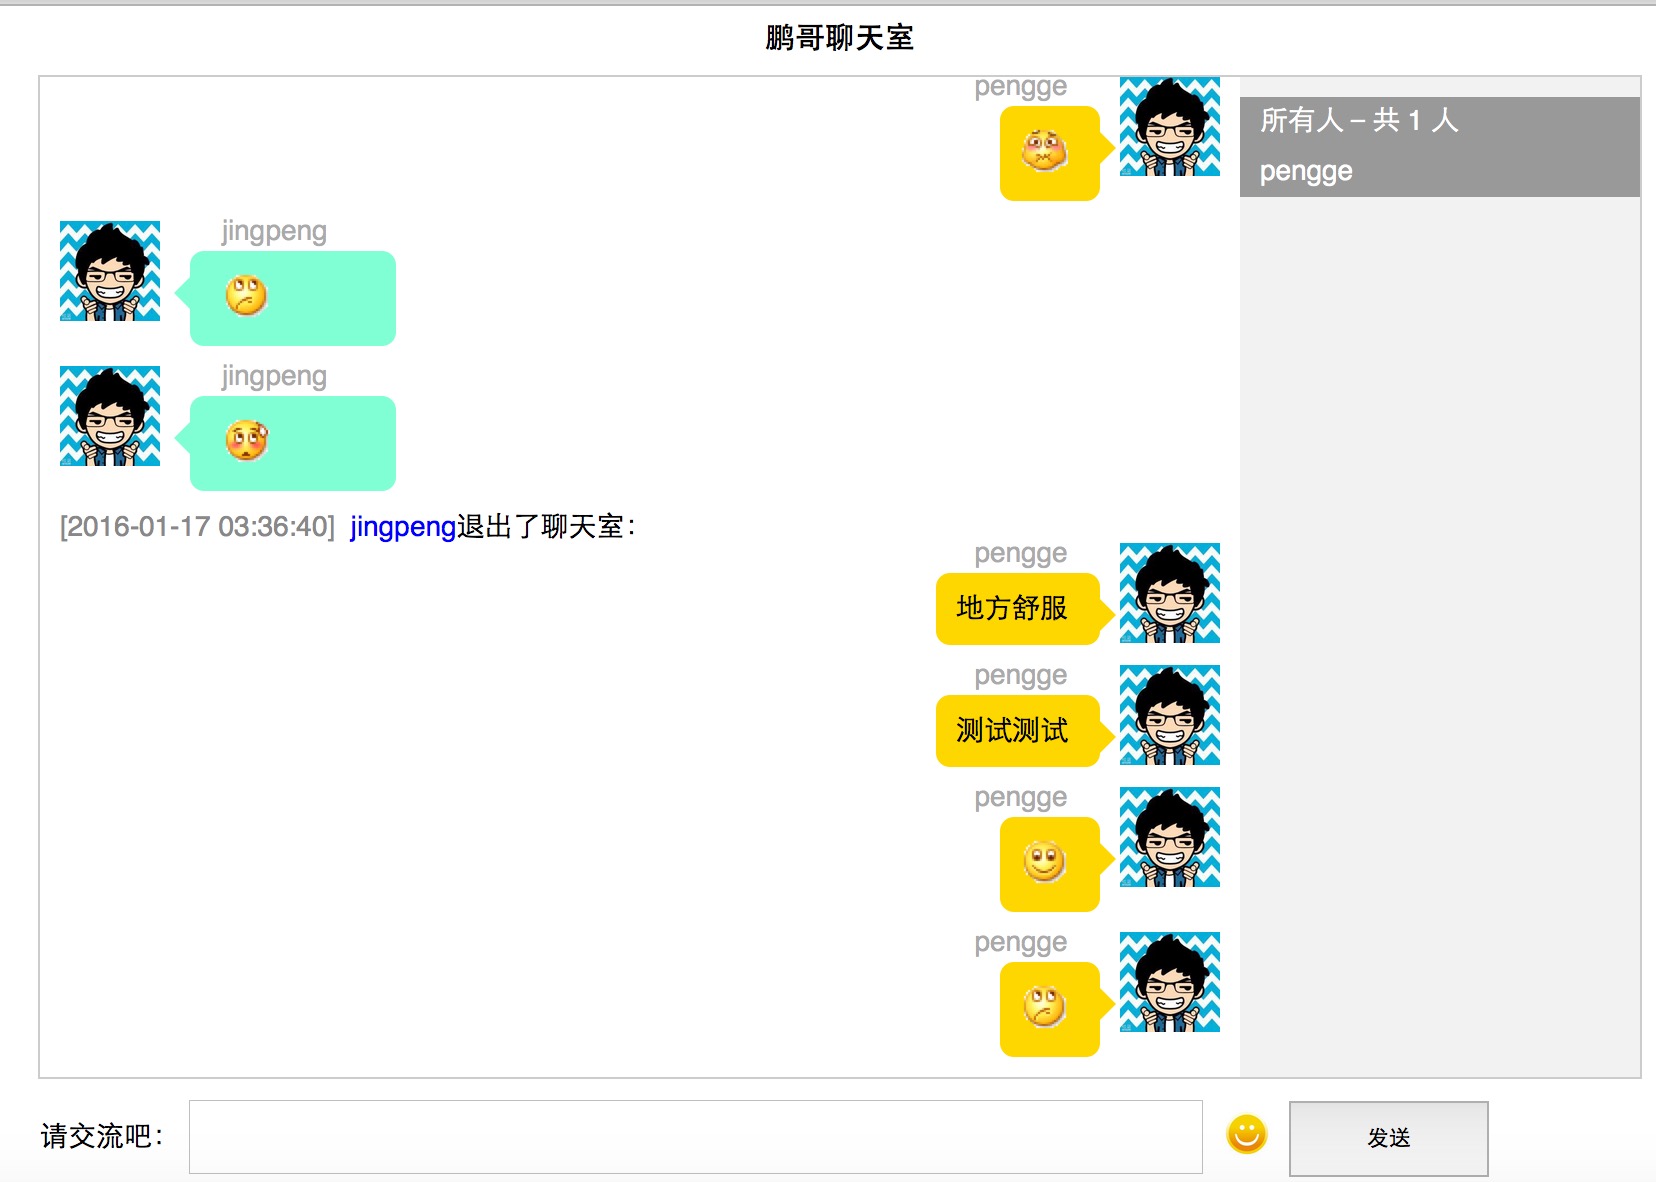 鹏哥聊天室
pengge
所有人 – 共 1 人
pengge
jingpeng
jingpeng
[2016-01-17 03:36:40] jingpeng退出了聊天室：
pengge
地方舒服
pengge
测试测试
pengge
pengge
请交流吧：
发送